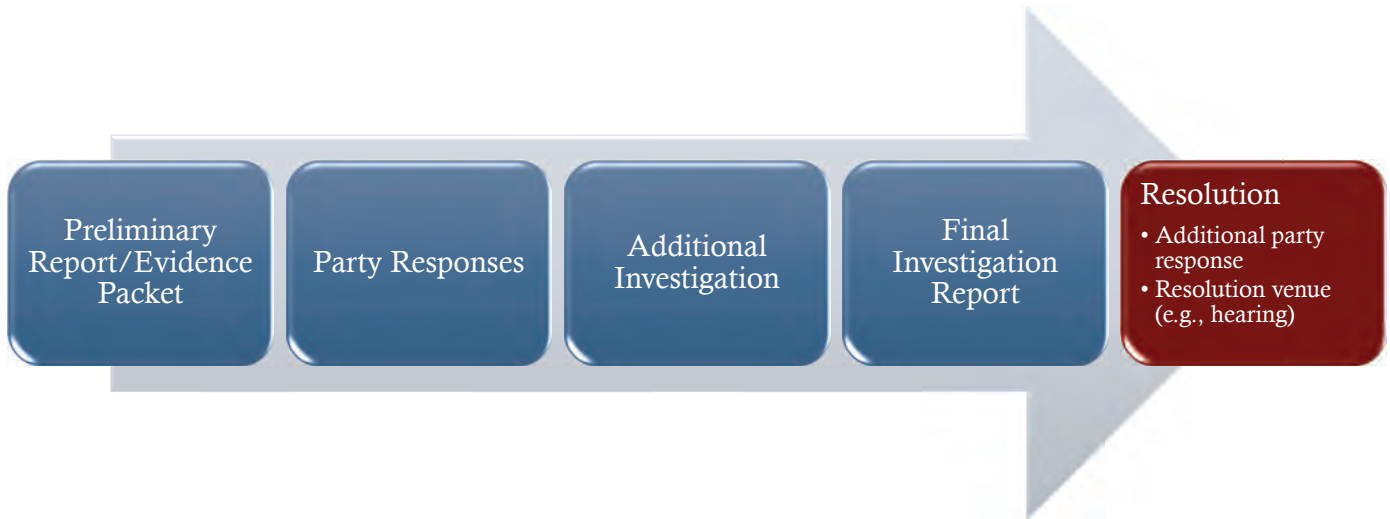 Preliminary
Report/Evidence
Packet
Party Responses
Additional
Investigation
Final
Investigation
Report
Resolution
• Additional party
response
• Resolution venue
(e.g., hearing)